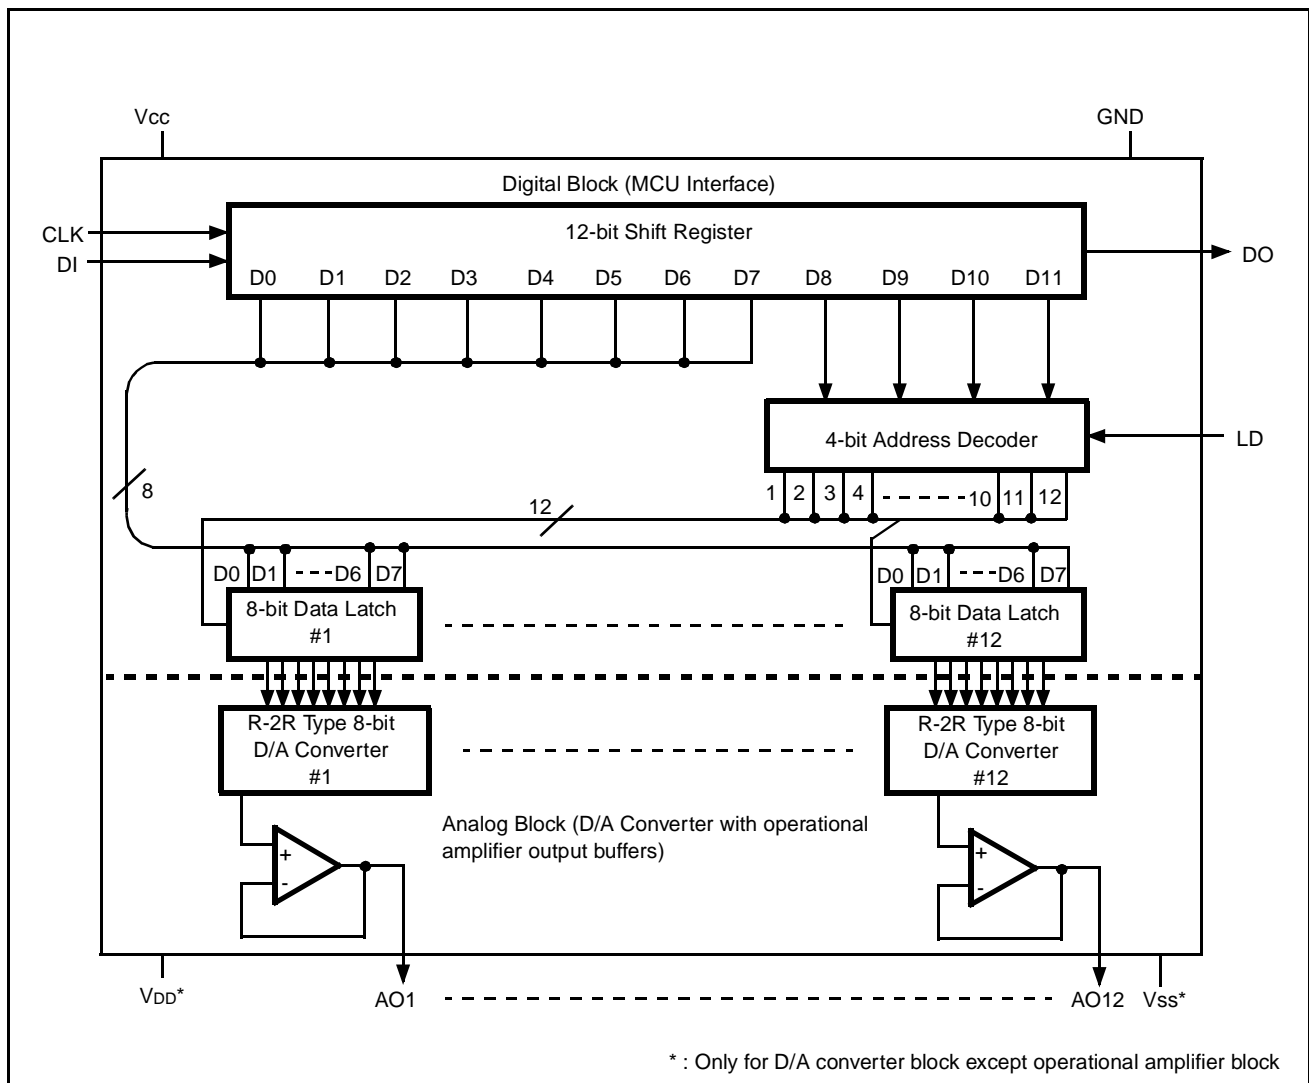 Vcc GND
Digital Block (MCU Interface)
CLK 12-bit Shift Register
DI DO
D0 D1 D2 D3 D4 D5 D6 D7 D8 D9 D10 D11
4-bit Address Decoder LD
8 1 2 3 4 10 11 12
12
D0 D1 D6 D7 D0 D1 D6 D7
8-bit Data Latch 8-bit Data Latch
#1 #12
R-2R Type 8-bit R-2R Type 8-bit
D/A Converter D/A Converter
#1 #12
Analog Block (D/A Converter with operational
amplifier output buffers)
+ +
- -
VDD* AO1 AO12 Vss*
* : Only for D/A converter block except operational amplifier block